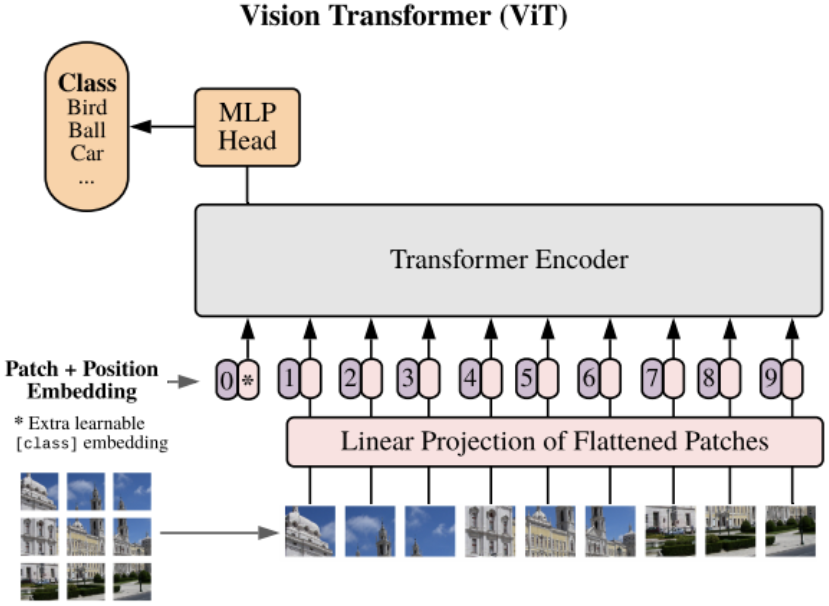 Vision Transformer (ViT)
Class
Bird
Ball
Car
...
MLP
Head
Transformer Encoder
Patch + Position
Embedding
0 * 1 2 3 4 5 6 7 8 9
* Extra learnable
[class] embedding
Linear Projection of Flattened Patches